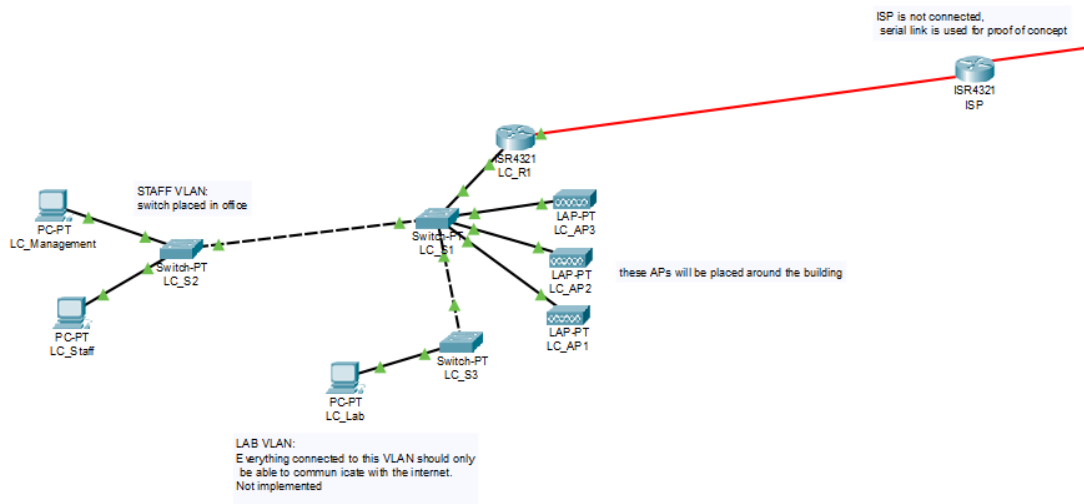 ISP is not connected,
serial link is used for proof of concept
ISR4321
ISP
ISR4321
LC_R1
STAFF VLAN:
switch placed in office
PC-PT
LC_Management
Switch-PT
LC_S2
PC-PT
LC_Staff
Switch-PT
LC_S1
LAP-PT
LC_AP3
LAP-PT
LC_AP2
these APs will be placed around the building
LAP-PT
LC_AP1
Switch-PT
LC_S3
PC-PT
LC_Lab
LAB VLAN:
Everything connected to this VLAN should only
be able to commun icate with the internet.
Not implemented